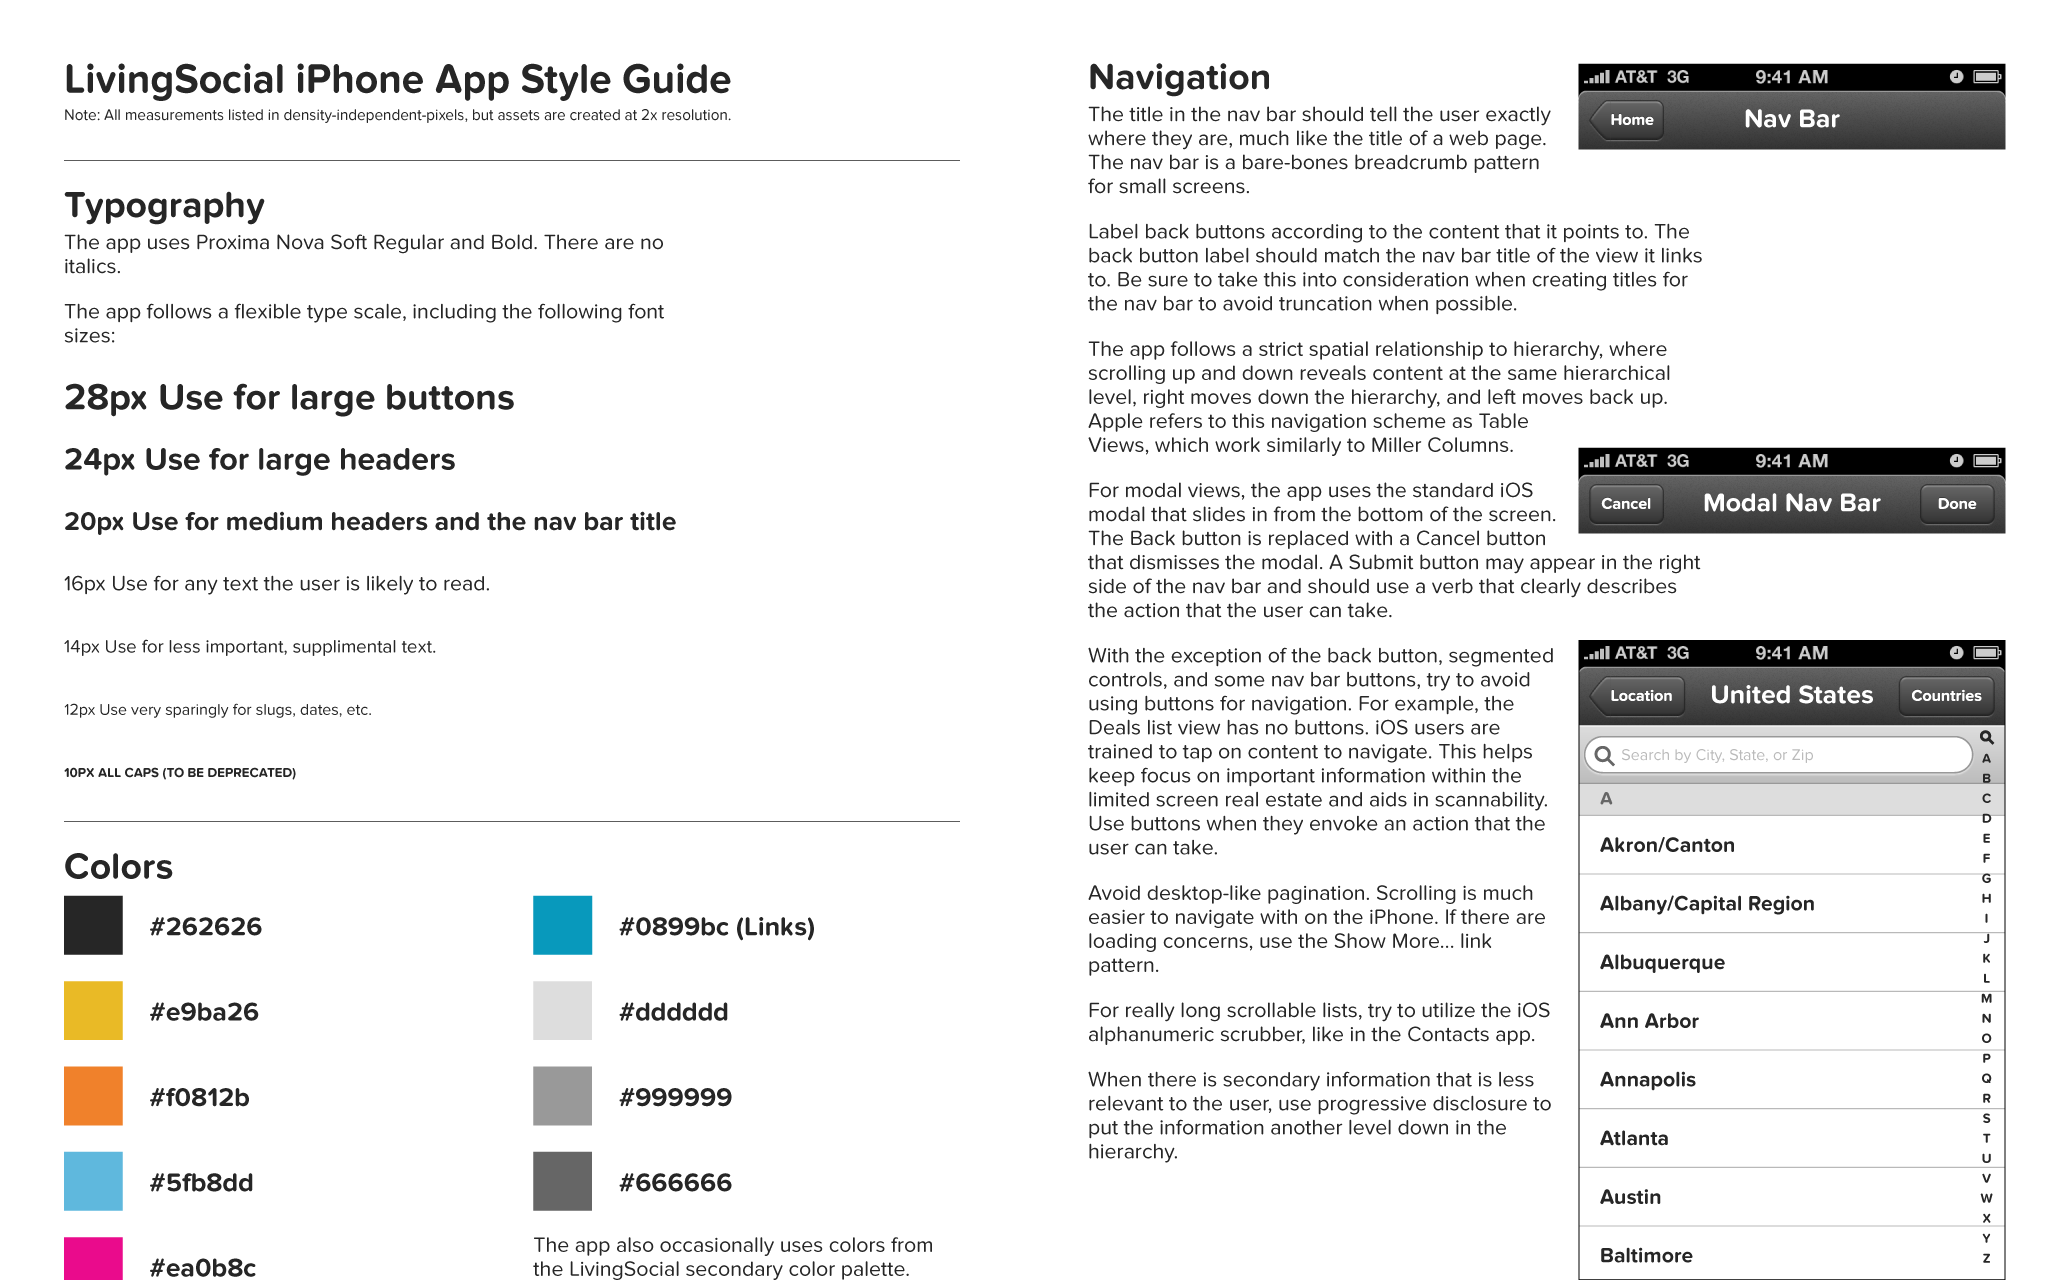 LivingSocial iPhone App Style Guide
Note: All measurements listed in density-independent-pixels, but assets are created at 2x resolution.
Typography
The app uses Proxima Nova Soft Regular and Bold. There are no
italics.
The app follows a flexible type scale, including the following font
sizes:
28px Use for large buttons
24px Use for large headers
20px Use for medium headers and the nav bar title
16px Use for any text the user is likely to read.
14px Use for less important, supplimental text.
12px Use very sparingly for slugs, dates, etc.
10PX ALL CAPS (TO BE DEPRECATED)
Colors
#262626
#e9ba26
#f0812b
#5fb8dd
#ea0b8c
#0899bc (Links)
#dddddd
#999999
#666666
The app also occasionally uses colors from
the LivingSocial secondary color palette.
Navigation
The title in the nav bar should tell the user exactly
where they are, much like the title of a web page.
The nav bar is a bare-bones breadcrumb pattern
for small screens.
Label back buttons according to the content that it points to. The
back button label should match the nav bar title of the view it links
to. Be sure to take this into consideration when creating titles for
the nav bar to avoid truncation when possible.
The app follows a strict spatial relationship to hierarchy, where
scrolling up and down reveals content at the same hierarchical
level, right moves down the hierarchy, and left moves back up.
Apple refers to this navigation scheme as Table
Views, which work similarly to Miller Columns.
For modal views, the app uses the standard iOS
modal that slides in from the bottom of the screen.
The Back button is replaced with a Cancel button
that dismisses the modal. A Submit button may appear in the right
side of the nav bar and should use a verb that clearly describes
the action that the user can take.
With the exception of the back button, segmented
controls, and some nav bar buttons, try to avoid
using buttons for navigation. For example, the
Deals list view has no buttons. iOS users are
trained to tap on content to navigate. This helps
keep focus on important information within the
limited screen real estate and aids in scannability.
Use buttons when they envoke an action that the
user can take.
Avoid desktop-like pagination. Scrolling is much
easier to navigate with on the iPhone. If there are
loading concerns, use the Show More... link
pattern.
For really long scrollable lists, try to utilize the iOS
alphanumeric scrubber, like in the Contacts app.
When there is secondary information that is less
relevant to the user, use progressive disclosure to
put the information another level down in the
hierarchy.
AT&T 3G 9:41 AM
Home Nav Bar
AT&T 3G 9:41 AM
Cancel Modal Nav Bar Done
AT&T 3G 9:41 AM
Location United States Countries
Search by City, State, or Zip
A
Akron/Canton
Albany/Capital Region
Albuquerque
Ann Arbor
Annapolis
Atlanta
Austin
Baltimore
A
B
C
D
E
F
G
H
I
J
K
L
M
N
O
P
Q
R
S
T
U
V
W
X
Y
Z